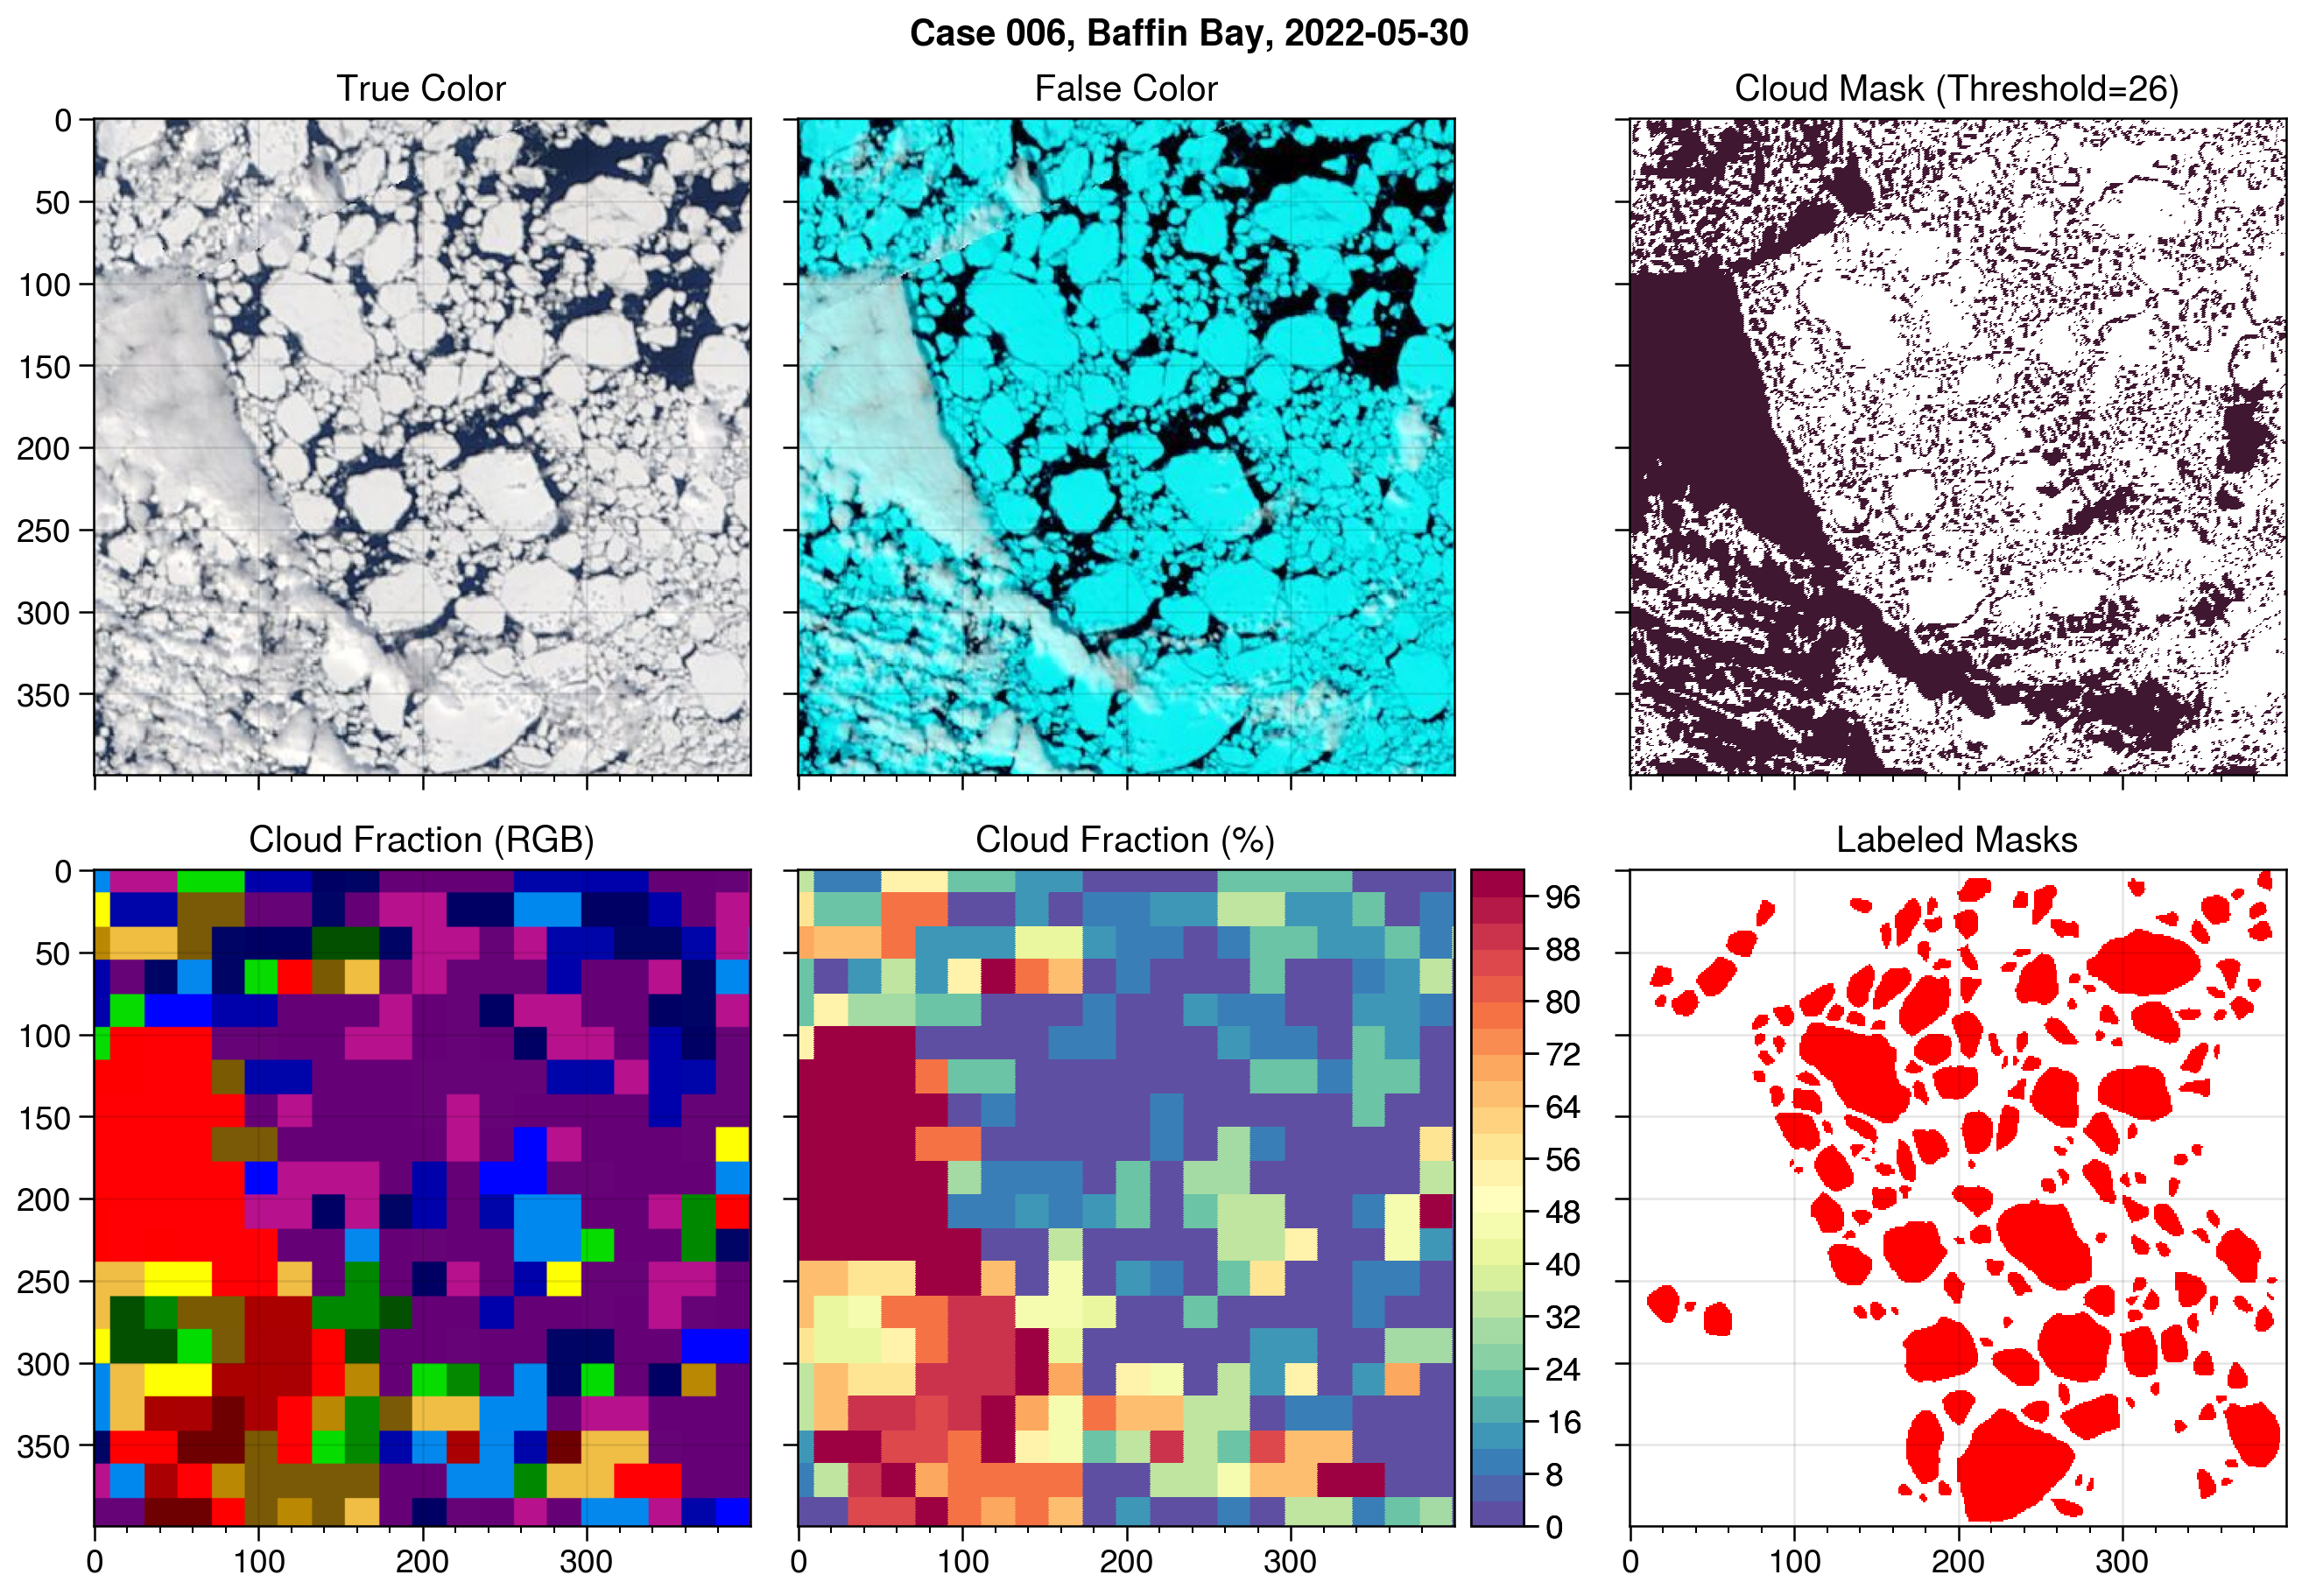 Case 006, Baffin Bay, 2022-05-30
True Color
False Color
Cloud Mask (Threshold=26)
0
50
100
150
200
250
300
350
Cloud Fraction (RGB)
Cloud Fraction (%)
Labeled Masks
0
50
100
150
200
250
300
350
96
88
80
72
64
56
48
40
32
24
16
8
0
0 100 200 300
0 100 200 300
0 100 200 300